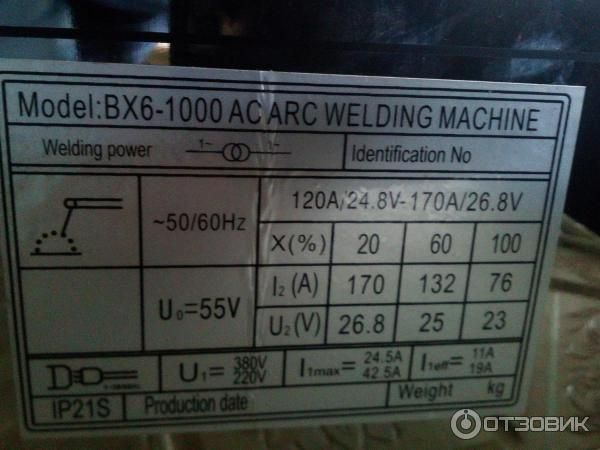 Model:BX6-1000 AC ARC WELDING MACHINE
Welding power 1~ 1~ Identification No
120A/24.8V-170A/26.8V
~50/60Hz
X(%) 20 60 100
I₂(A) 170 132 76
U₀=55V
U₂(V) 26.8 25 23
U₁= 380V 220V I₁max= 24.5A 42.5A I₁eff= 11A 19A
IP21S Production date Weight kg
ОТЗОВИК